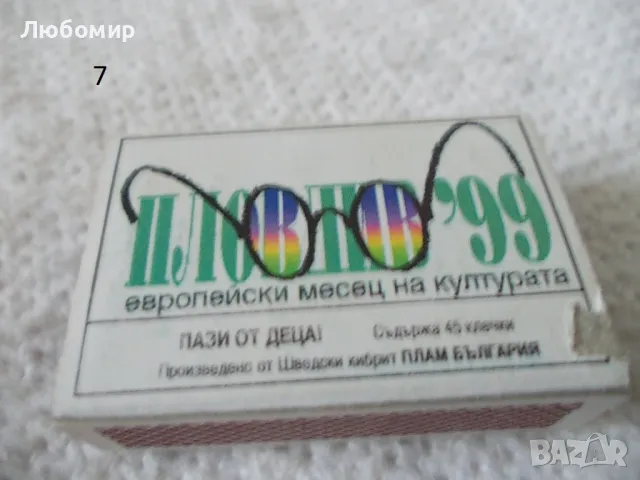 Любомир
7
ПЛОВДИВ'99
европейски месец на културата
ПАЗИ ОТ ДЕЦА!
Съдържа 45 клечки
Произведено от Шведски кибрит ПЛАМ БЪЛГАРИЯ
BAZAR